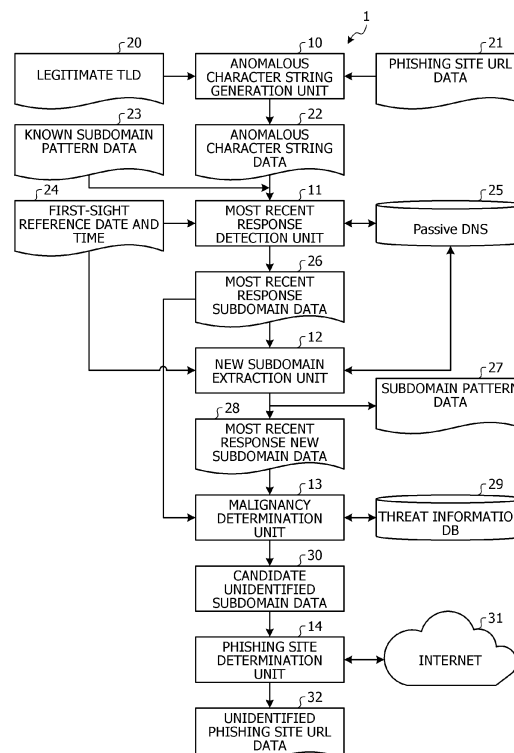 1
20
10
21
LEGITIMATE TLD
ANOMALOUS
CHARACTER STRING
GENERATION UNIT
PHISHING SITE URL
DATA
23
22
KNOWN SUBDOMAIN
PATTERN DATA
ANOMALOUS
CHARACTER STRING
DATA
24
11
25
FIRST-SIGHT
REFERENCE DATE AND
TIME
MOST RECENT
RESPONSE
DETECTION UNIT
Passive DNS
26
MOST RECENT
RESPONSE
SUBDOMAIN DATA
12
27
NEW SUBDOMAIN
EXTRACTION UNIT
SUBDOMAIN PATTERN
DATA
28
MOST RECENT
RESPONSE NEW
SUBDOMAIN DATA
13
29
MALIGNANCY
DETERMINATION
UNIT
THREAT INFORMATION
DB
30
CANDIDATE
UNIDENTIFIED
SUBDOMAIN DATA
14
31
PHISHING SITE
DETERMINATION
UNIT
INTERNET
32
UNIDENTIFIED
PHISHING SITE URL
DATA